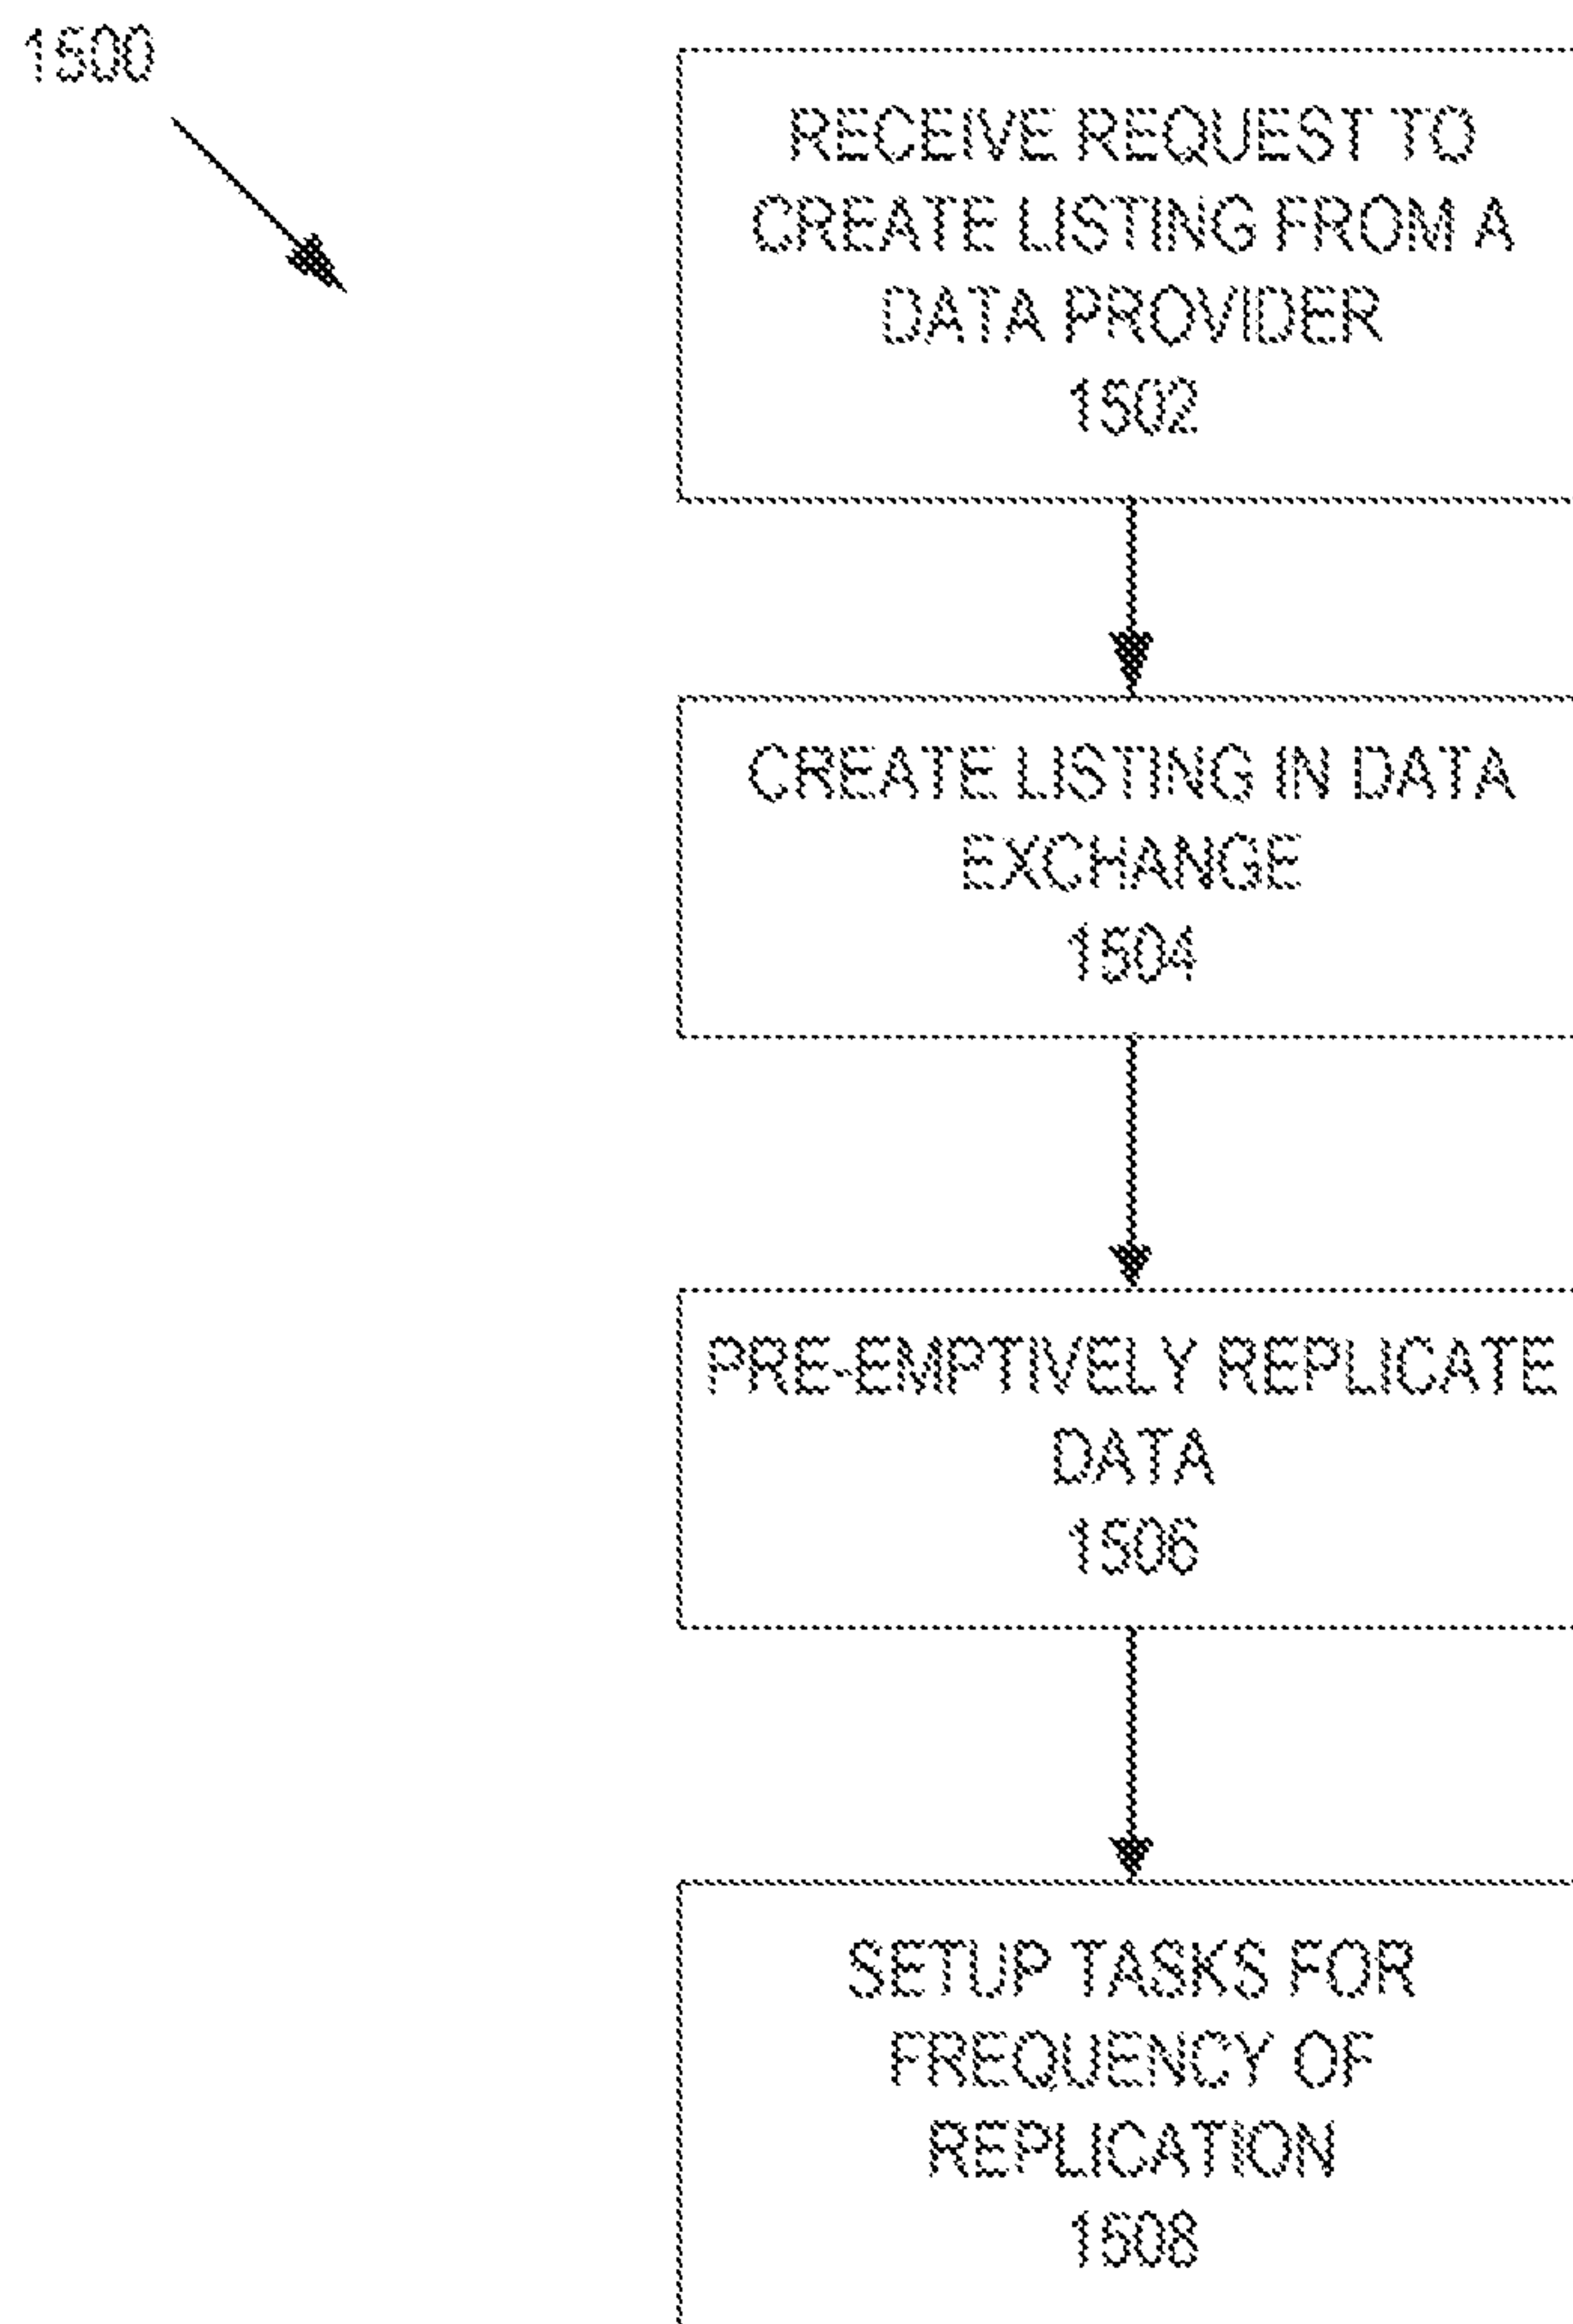 1500
RECEIVE REQUEST TO
CREATE LISTING FROM A
DATA PROVIDER
1502
CREATE LISTING IN DATA
EXCHANGE
1504
PRE-EMPTIVELY REPLICATE
DATA
1506
SETUP TASKS FOR
FREQUENCY OF
REPLICATION
1508